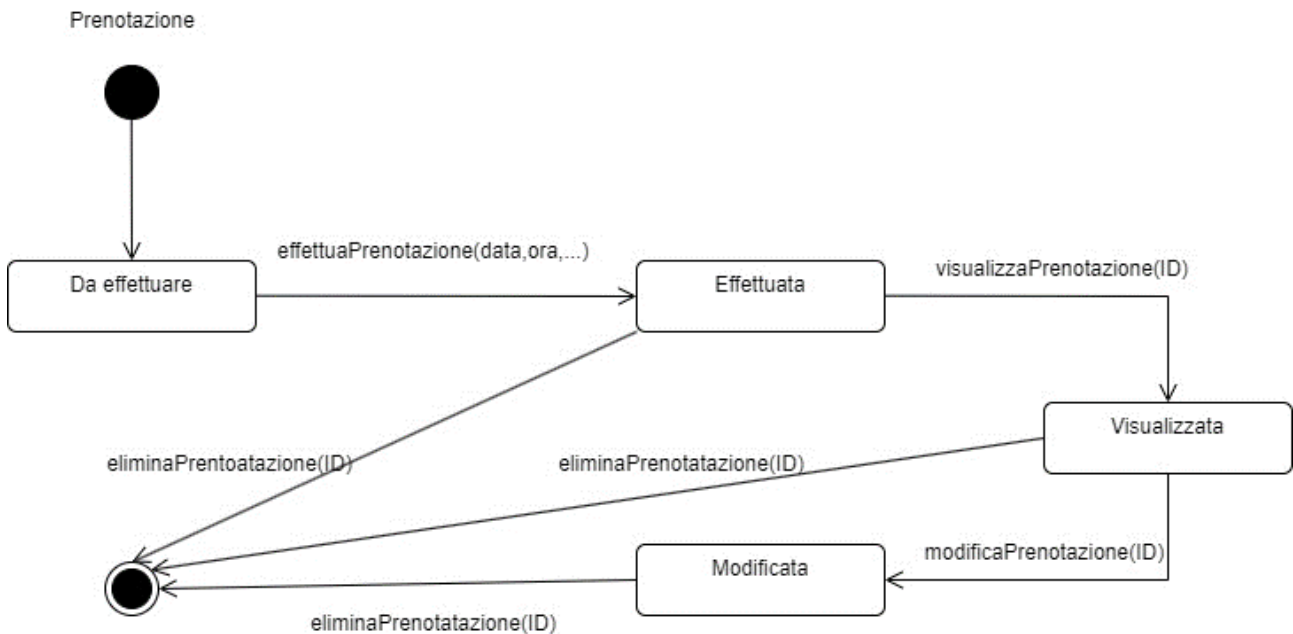 Prenotazione
effettuaPrenotazione(data,ora,...)
visualizzaPrenotazione(ID)
Da effettuare
Effettuata
Visualizzata
eliminaPrentoatazione(ID)
eliminaPrenotatazione(ID)
modificaPrenotazione(ID)
Modificata
eliminaPrenotatazione(ID)